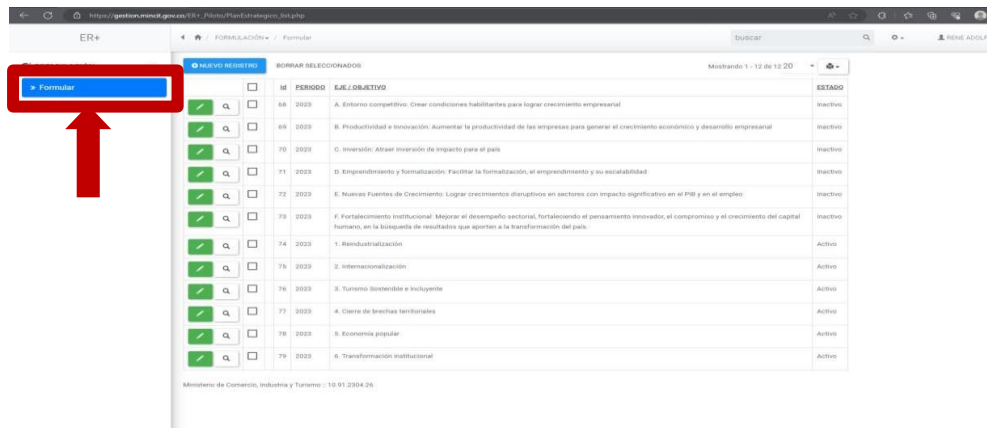 https://gestion.mincit.gov.co/ER+_Piloto/PlanEstrategico_list.php
ER+
/ FORMULACIÓN / Formular
buscar
RENE ADOLF
» Formular
NUEVO REGISTRO
BORRAR SELECCIONADOS
Mostrando 1 - 12 de 12 20
Id PERIODO EJE / OBJETIVO ESTADO
68 2023 A. Entorno competitivo: Crear condiciones habilitantes para lograr crecimiento empresarial Inactivo
69 2023 B. Productividad e Innovación: Aumentar la productividad de las empresas para generar el crecimiento económico y desarrollo empresarial Inactivo
70 2023 C. Inversión: Atraer inversión de impacto para el país Inactivo
71 2023 D. Emprendimiento y formalización: Facilitar la formalización, el emprendimiento y su escalabilidad Inactivo
72 2023 E. Nuevas Fuentes de Crecimiento: Lograr crecimientos disruptivos en sectores con impacto significativo en el PIB y en el empleo Inactivo
73 2023 F. Fortalecimiento Institucional: Mejorar el desempeño sectorial, fortaleciendo el pensamiento innovador, el compromiso y el crecimiento del capital Inactivo
humano, en la búsqueda de resultados que aporten a la transformación del país.
74 2023 1. Reindustrialización Activo
75 2023 2. Internacionalización Activo
76 2023 3. Turismo Sostenible e Incluyente Activo
77 2023 4. Cierre de brechas territoriales Activo
78 2023 5. Economía popular Activo
79 2023 6. Transformación institucional Activo
Ministerio de Comercio, Industria y Turismo :: 10.91.2304.26